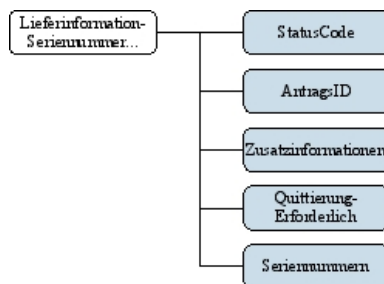 Lieferinformation-
Seriennummer...
StatusCode
AntragsID
Zusatzinformationen
Quittierung-
Erforderlich
Seriennummern